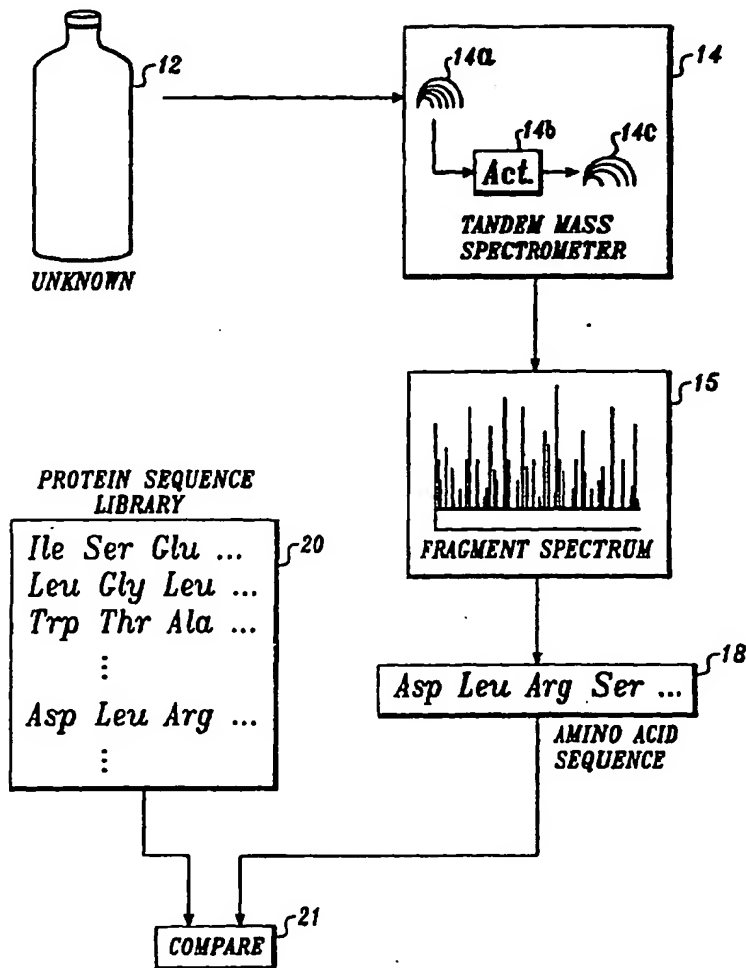 12
UNKNOWN
14
14a
14b
14c
Act.
TANDEM MASS
SPECTROMETER
15
FRAGMENT SPECTRUM
PROTEIN SEQUENCE
LIBRARY
20
Ile Ser Glu ...
Leu Gly Leu ...
Trp Thr Ala ...
⋮
Asp Leu Arg ...
⋮
18
Asp Leu Arg Ser ...
AMINO ACID
SEQUENCE
21
COMPARE